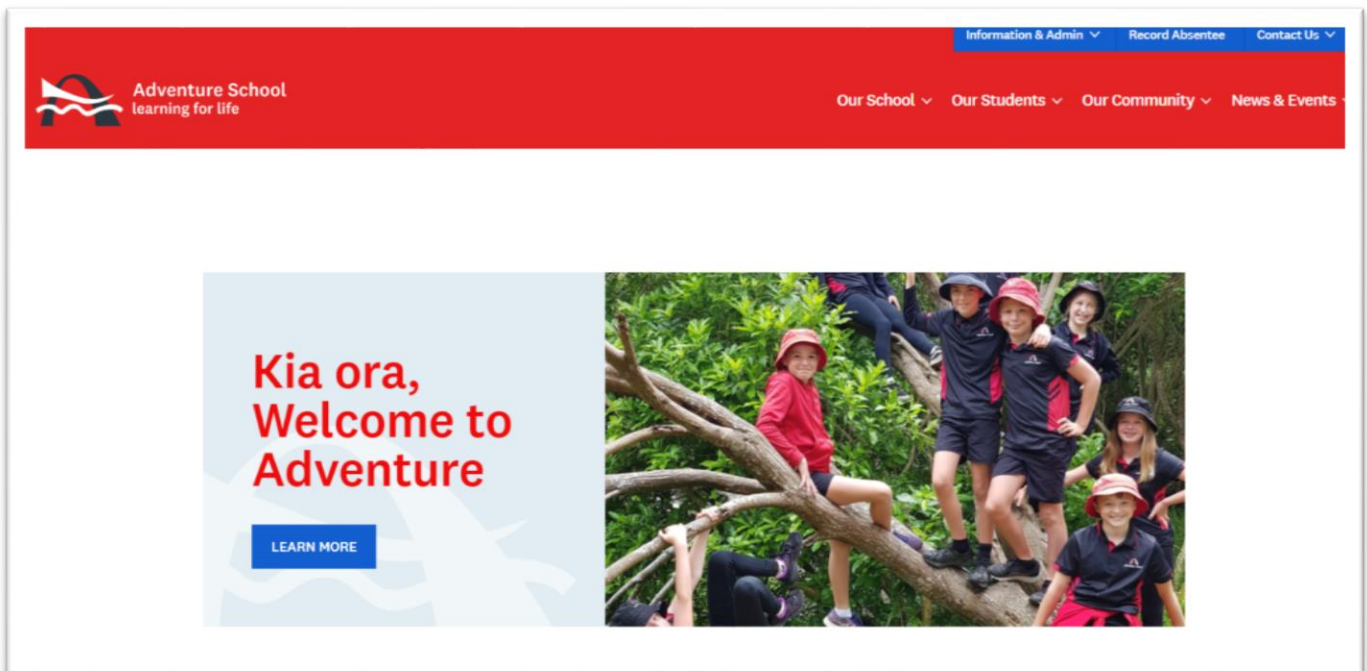 Information & Admin Record Absentee Contact Us
Adventure School
learning for life
Our School Our Students Our Community News & Events
Kia ora,
Welcome to
Adventure
LEARN MORE